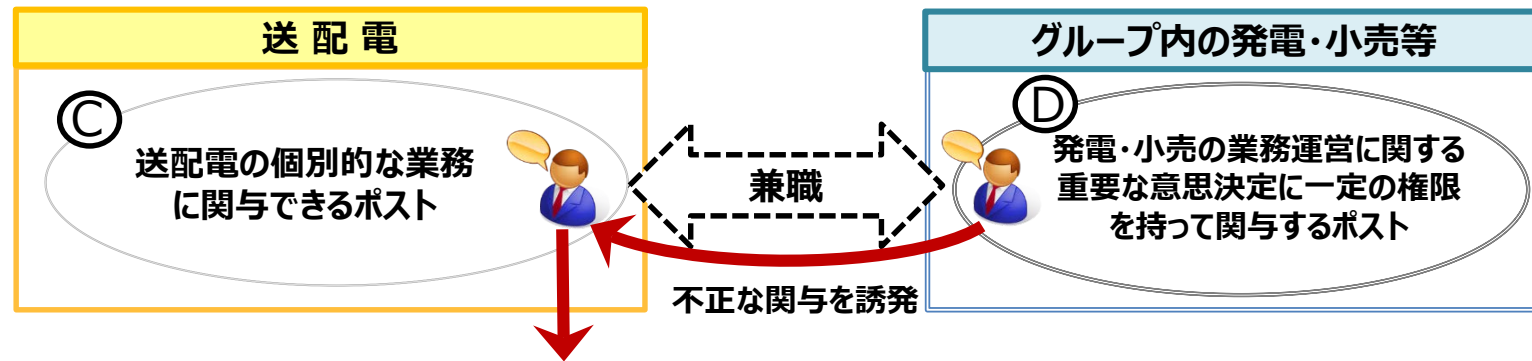 送 配 電
グループ内の発電・小売等
Ⓒ
送配電の個別的な業務
に関与できるポスト
兼職
Ⓓ
発電・小売の業務運営に関する
重要な意思決定に一定の権限
を持って関与するポスト
不正な関与を誘発